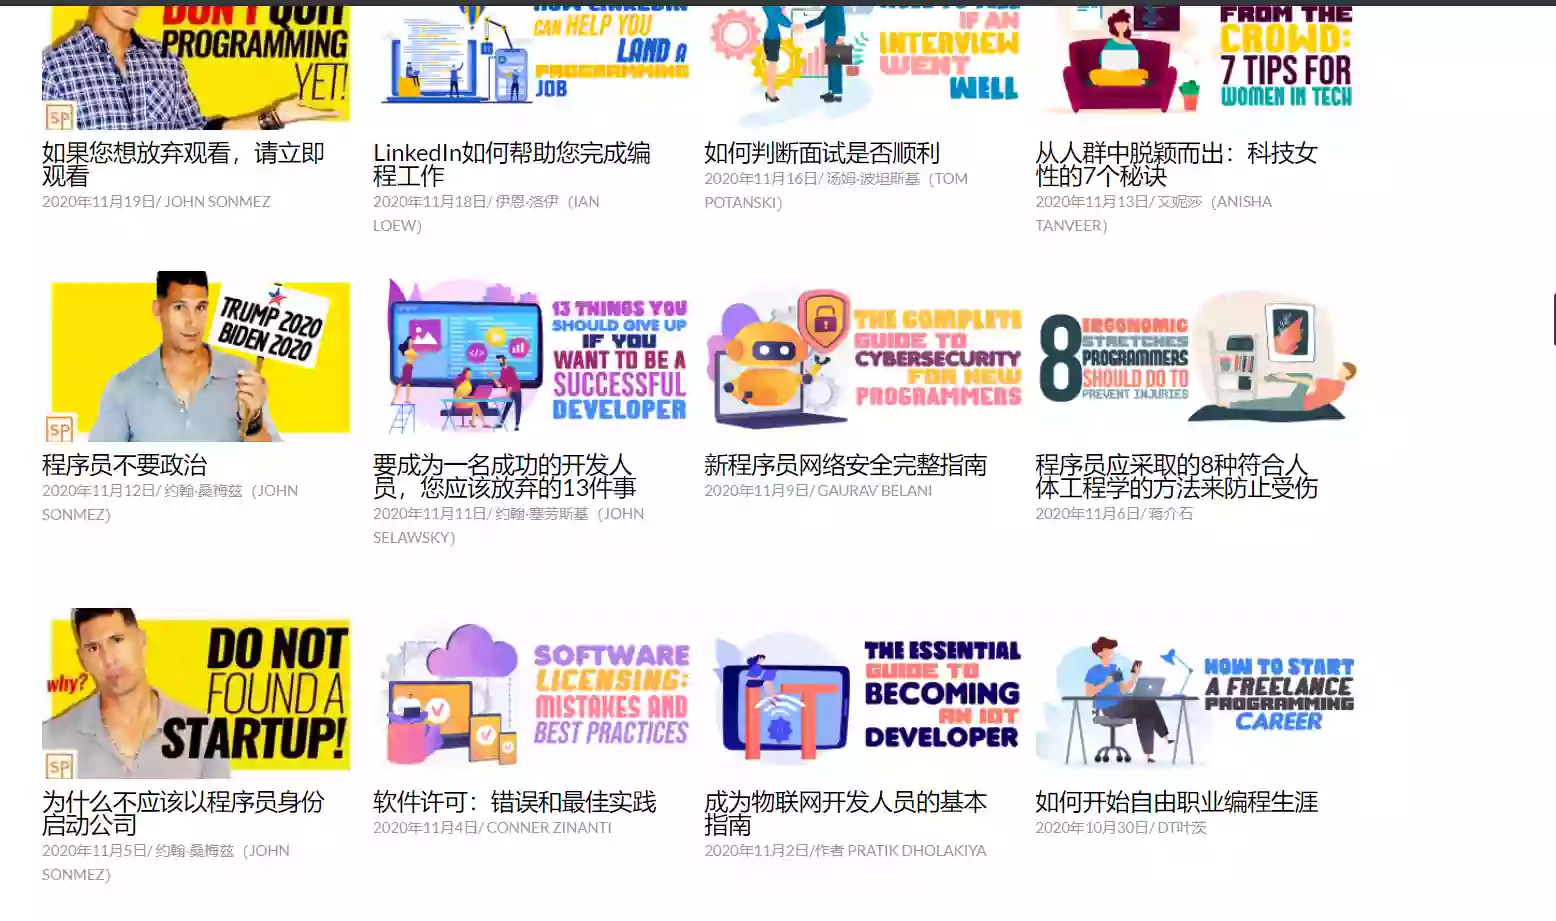 DON'T QUIT
PROGRAMMING
YET!
SP
如果您想放弃观看，请立即
观看
2020年11月19日/ JOHN SONMEZ
HOW LINKEDIN
CAN HELP YOU
LAND A
PROGRAMMING
JOB
LinkedIn如何帮助您完成编
程工作
2020年11月18日/ 伊恩·洛伊（IAN
LOEW）
IF AN
INTERVIEW
WENT
WELL
如何判断面试是否顺利
2020年11月16日/ 汤姆·波坦斯基（TOM
POTANSKI）
FROM THE
CROWD:
7 TIPS FOR
WOMEN IN TECH
从人群中脱颖而出：科技女
性的7个秘诀
2020年11月13日/ 艾妮莎（ANISHA
TANVEER）
TRUMP 2020
BIDEN 2020
SP
程序员不要政治
2020年11月12日/ 约翰·桑梅兹（JOHN
SONMEZ）
13 THINGS YOU
SHOULD GIVE UP
IF YOU
WANT TO BE A
SUCCESSFUL
DEVELOPER
要成为一名成功的开发人
员，您应该放弃的13件事
2020年11月11日/ 约翰·塞劳斯基（JOHN
SELAWSKY）
THE COMPLETE
GUIDE TO
CYBERSECURITY
FOR NEW
PROGRAMMERS
新程序员网络安全完整指南
2020年11月9日/ GAURAV BELANI
8 ERGONOMIC
STRETCHES
PROGRAMMERS
SHOULD DO TO
PREVENT INJURIES
程序员应采取的8种符合人
体工程学的方法来防止受伤
2020年11月6日/ 蒋介石
why?
DO NOT
FOUND A
STARTUP!
SP
为什么不应该以程序员身份
启动公司
2020年11月5日/ 约翰·桑梅兹（JOHN
SONMEZ）
SOFTWARE
LICENSING:
MISTAKES AND
BEST PRACTICES
软件许可：错误和最佳实践
2020年11月4日/ CONNER ZINANTI
IT
THE ESSENTIAL
GUIDE TO
BECOMING
AN IOT
DEVELOPER
成为物联网开发人员的基本
指南
2020年11月2日/作者 PRATIK DHOLAKIYA
HOW TO START
A FREELANCE
PROGRAMMING
CAREER
如何开始自由职业编程生涯
2020年10月30日/ DT叶茨